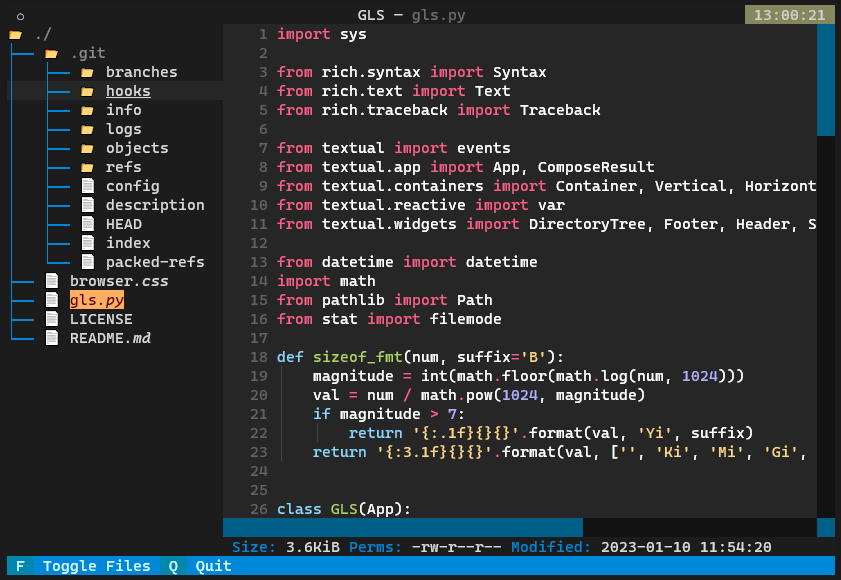 GLS — gls.py 13:00:21
./
.git
branches
hooks
info
logs
objects
refs
config
description
HEAD
index
packed-refs
browser.css
gls.py
LICENSE
README.md
1 import sys
2
3 from rich.syntax import Syntax
4 from rich.text import Text
5 from rich.traceback import Traceback
6
7 from textual import events
8 from textual.app import App, ComposeResult
9 from textual.containers import Container, Vertical, Horizont
10 from textual.reactive import var
11 from textual.widgets import DirectoryTree, Footer, Header, S
12
13 from datetime import datetime
14 import math
15 from pathlib import Path
16 from stat import filemode
17
18 def sizeof_fmt(num, suffix='B'):
19     magnitude = int(math.floor(math.log(num, 1024)))
20     val = num / math.pow(1024, magnitude)
21     if magnitude > 7:
22         return '{:.1f}{}{}'.format(val, 'Yi', suffix)
23     return '{:3.1f}{}{}'.format(val, ['', 'Ki', 'Mi', 'Gi',
24
25
26 class GLS(App):
Size: 3.6KiB Perms: -rw-r--r-- Modified: 2023-01-10 11:54:20
F Toggle Files Q Quit